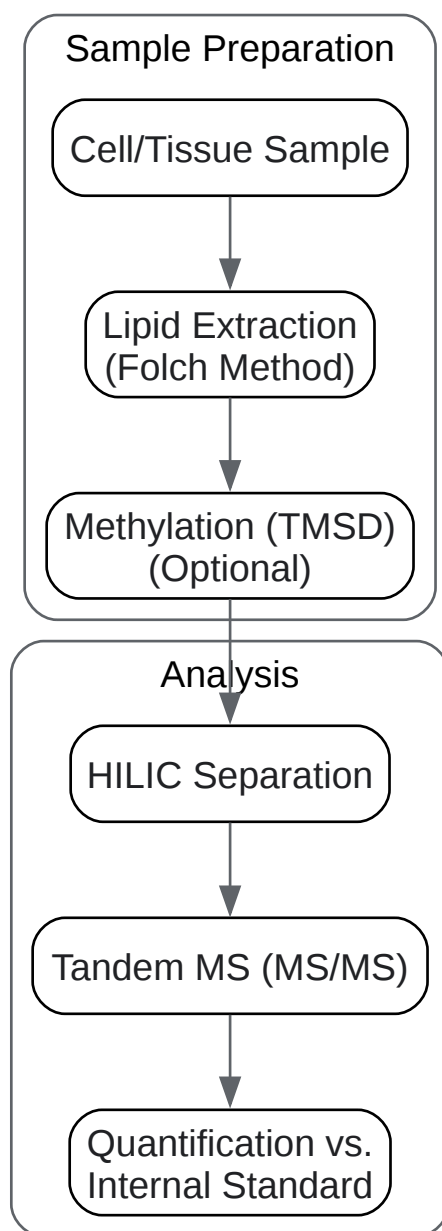 Sample Preparation
Cell/Tissue Sample
Lipid Extraction
(Folch Method)
Methylation (TMSD)
(Optional)
Analysis
HILIC Separation
Tandem MS (MS/MS)
Quantification vs.
Internal Standard